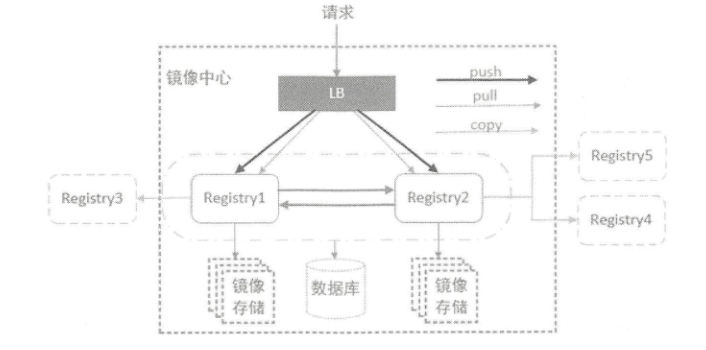 请求
镜像中心
LB
push
pull
copy
Registry3
Registry1
Registry2
Registry5
Registry4
镜像
存储
数据库
镜像
存储